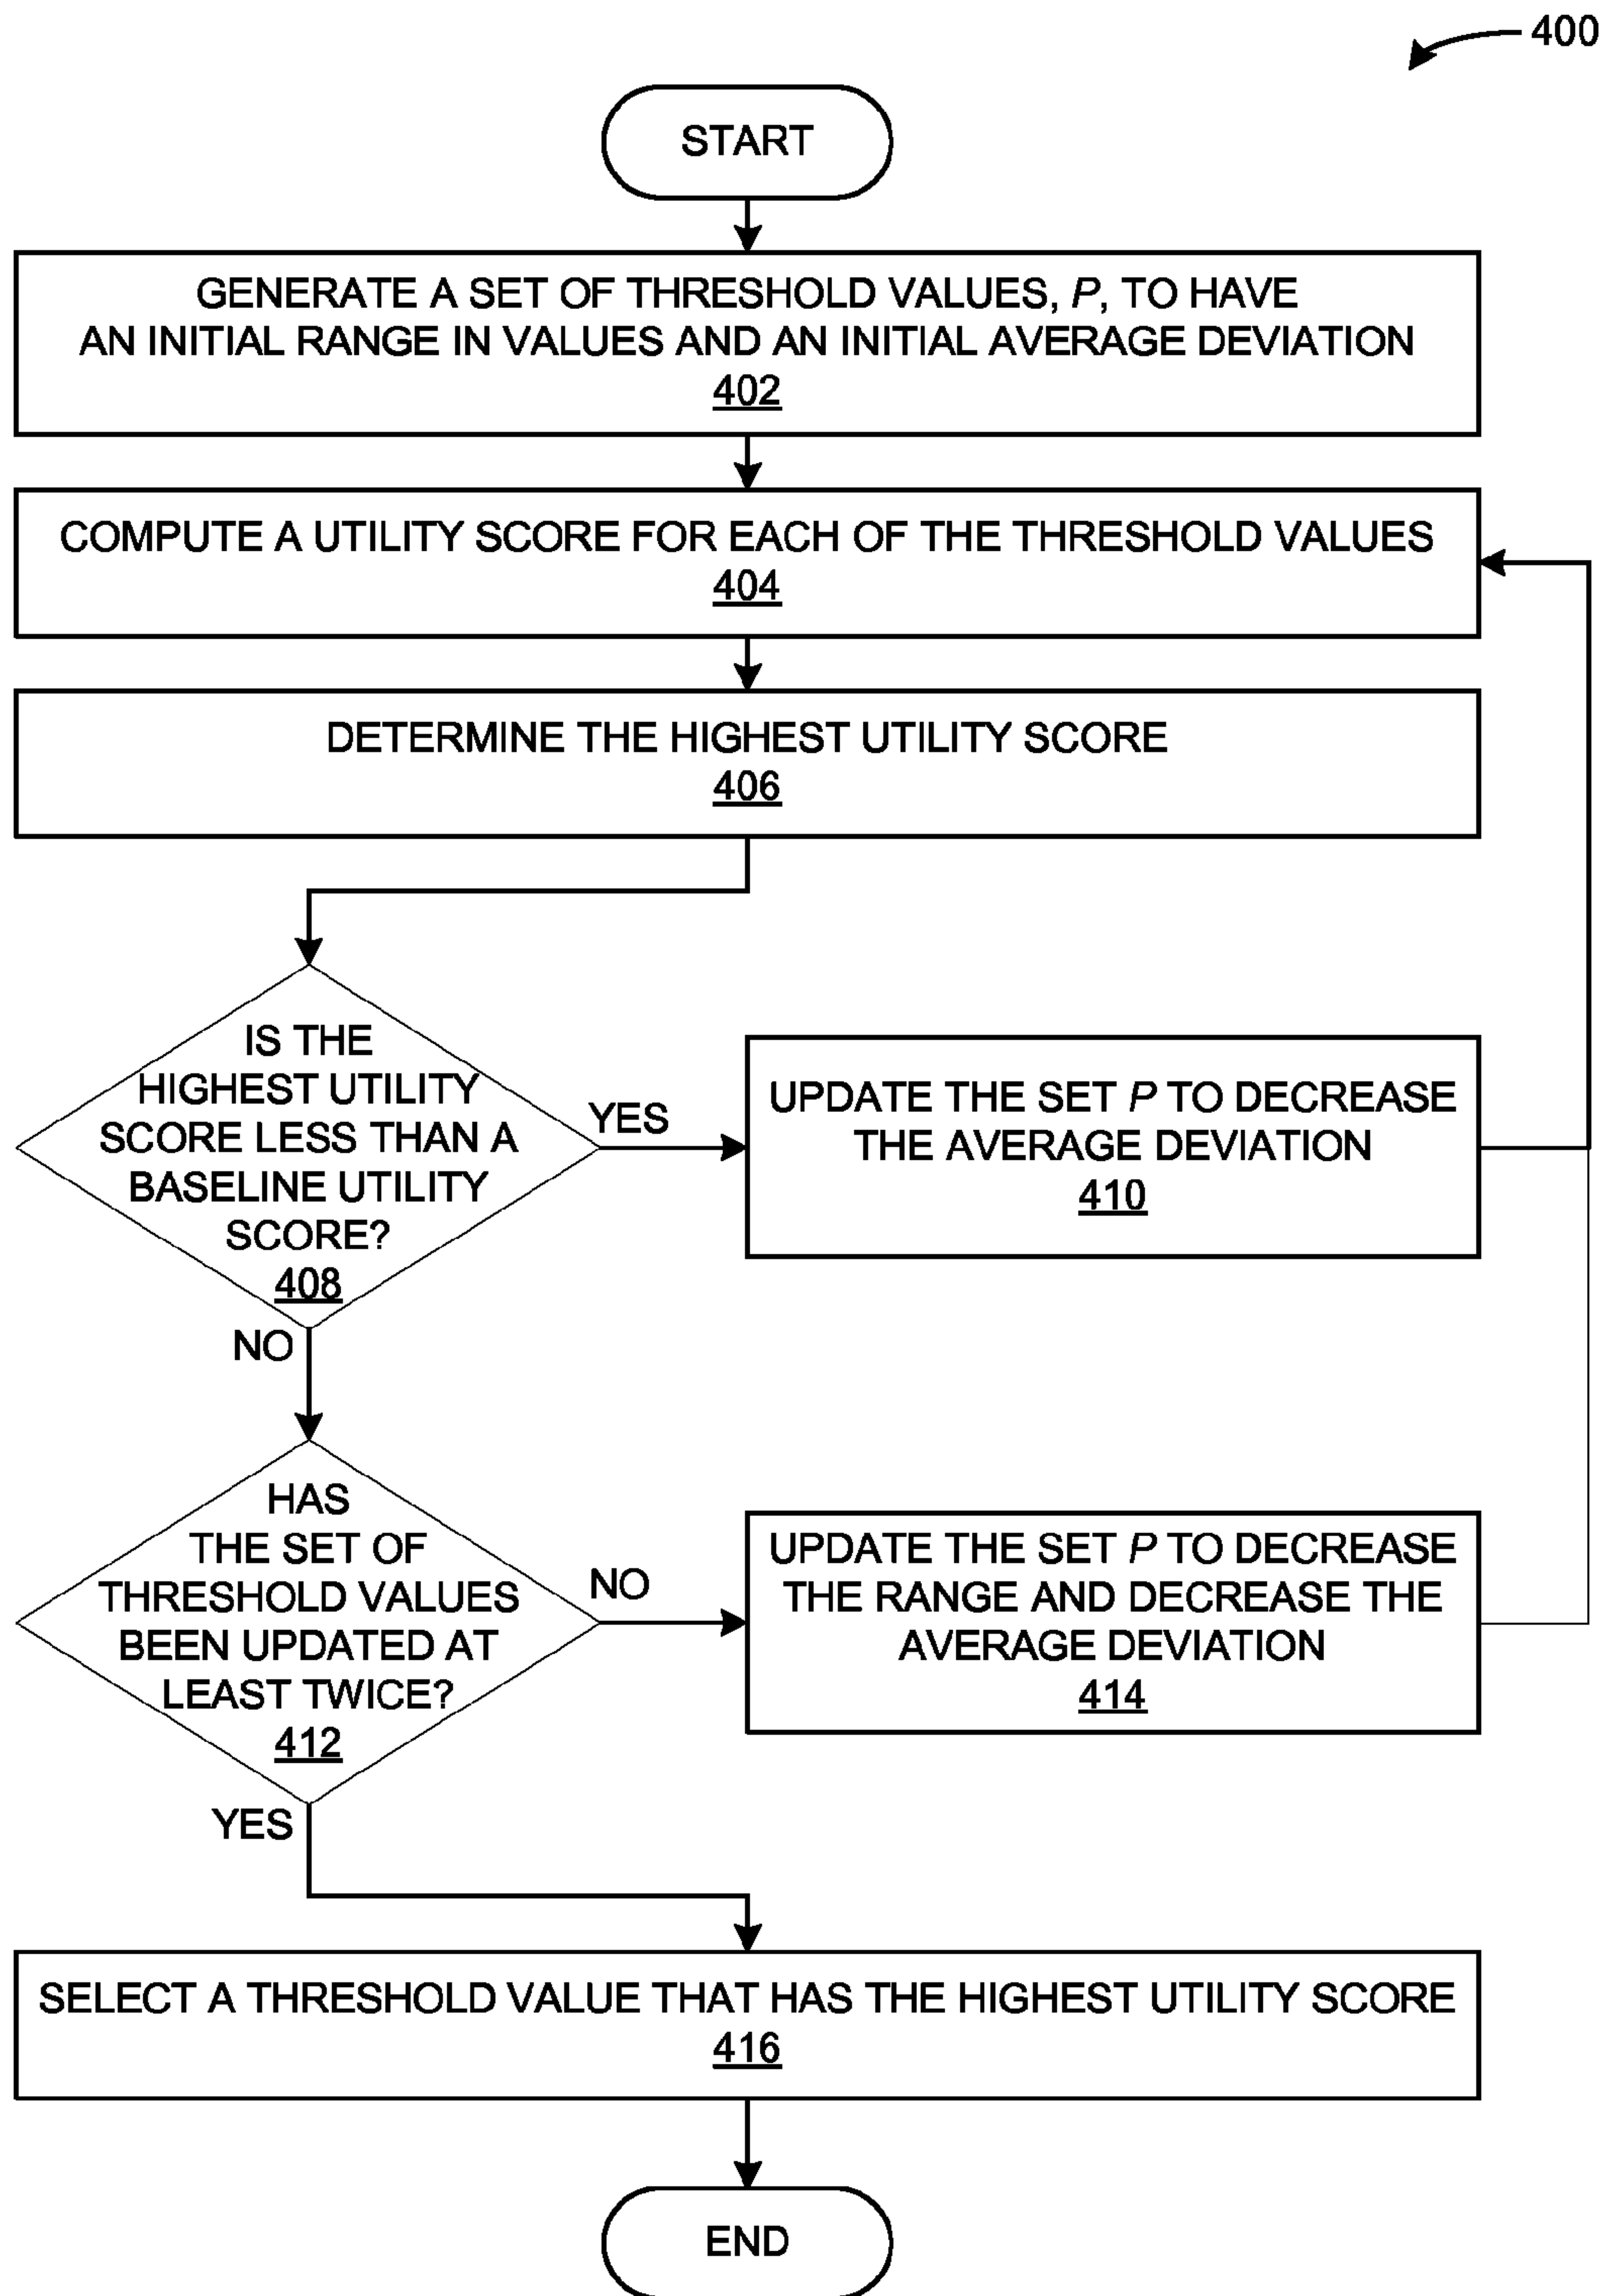 400
START
GENERATE A SET OF THRESHOLD VALUES, P, TO HAVE
AN INITIAL RANGE IN VALUES AND AN INITIAL AVERAGE DEVIATION
402
COMPUTE A UTILITY SCORE FOR EACH OF THE THRESHOLD VALUES
404
DETERMINE THE HIGHEST UTILITY SCORE
406
IS THE
HIGHEST UTILITY
SCORE LESS THAN A
BASELINE UTILITY
SCORE?
408
YES
UPDATE THE SET P TO DECREASE
THE AVERAGE DEVIATION
410
NO
HAS
THE SET OF
THRESHOLD VALUES
BEEN UPDATED AT
LEAST TWICE?
412
NO
UPDATE THE SET P TO DECREASE
THE RANGE AND DECREASE THE
AVERAGE DEVIATION
414
YES
SELECT A THRESHOLD VALUE THAT HAS THE HIGHEST UTILITY SCORE
416
END